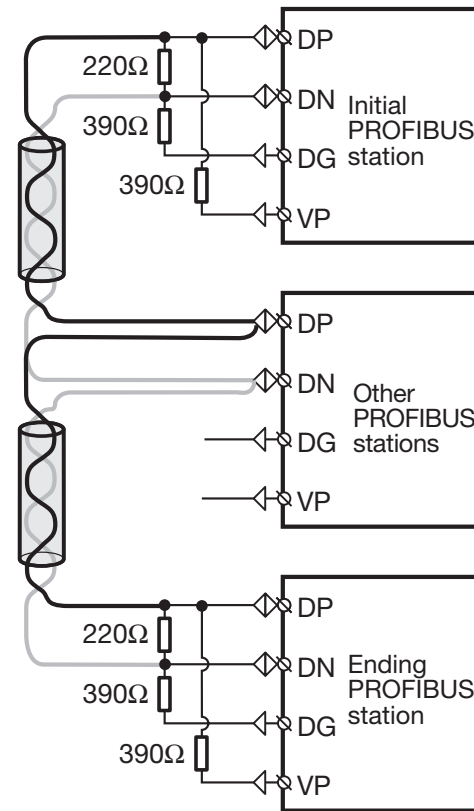 DP
220Ω
DN
Initial
PROFIBUS
station
390Ω
DG
390Ω
VP
DP
DN
Other
PROFIBUS
stations
DG
VP
DP
220Ω
DN
Ending
PROFIBUS
station
390Ω
DG
390Ω
VP